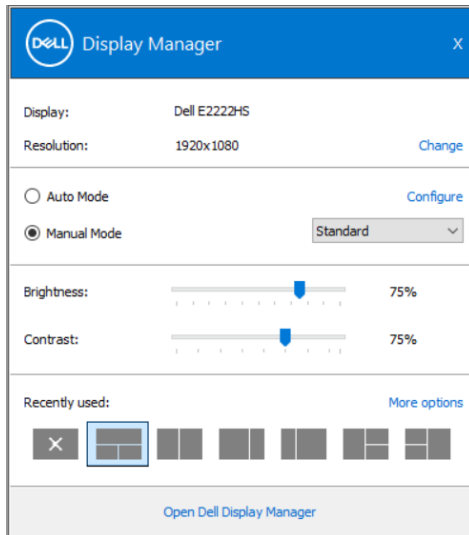 DELL Display Manager X
Display: Dell E2222HS
Resolution: 1920x1080 Change
Auto Mode Configure
Manual Mode Standard
Brightness: 75%
Contrast: 75%
Recently used: More options
Open Dell Display Manager